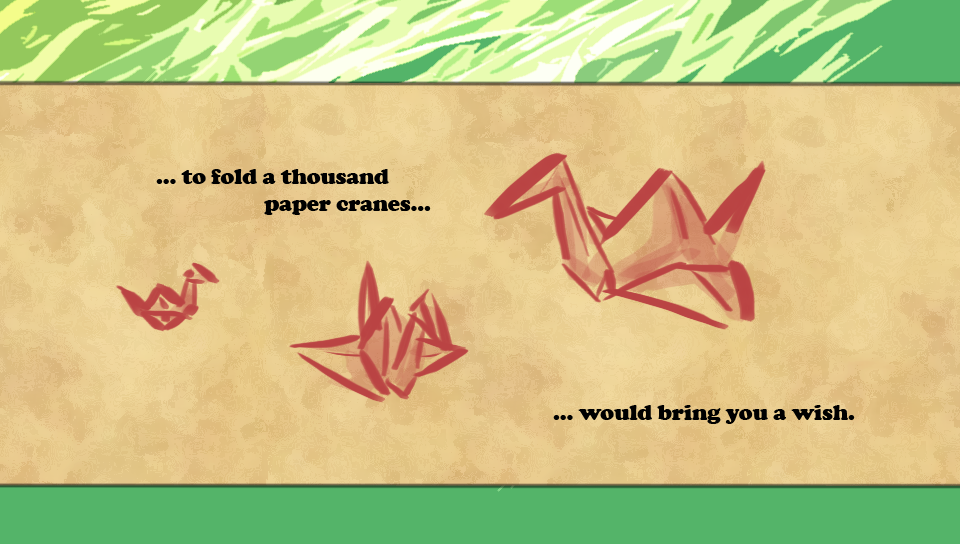 ... to fold a thousand
paper cranes...
... would bring you a wish.